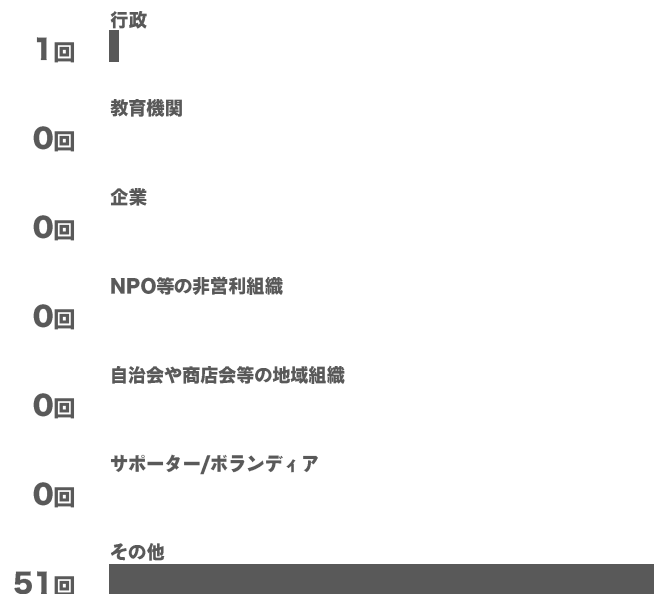 行政
1回
教育機関
0回
企業
0回
NPO等の非営利組織
0回
自治会や商店会等の地域組織
0回
サポーター/ボランティア
0回
その他
51回